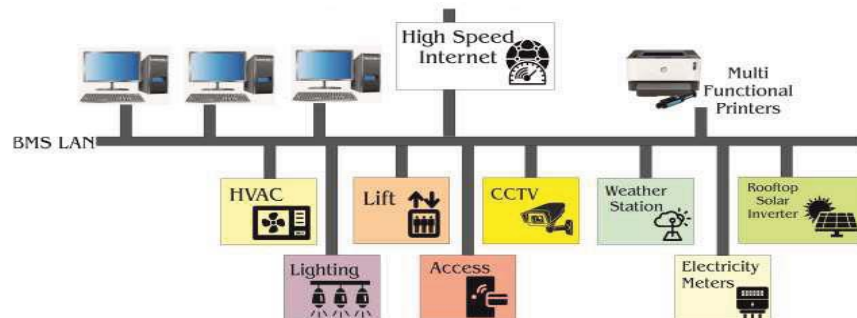 High Speed
Internet
Multi
Functional
Printers
BMS LAN
HVAC
Lift
CCTV
Weather
Station
Rooftop
Solar
Inverter
Lighting
Access
Electricity
Meters